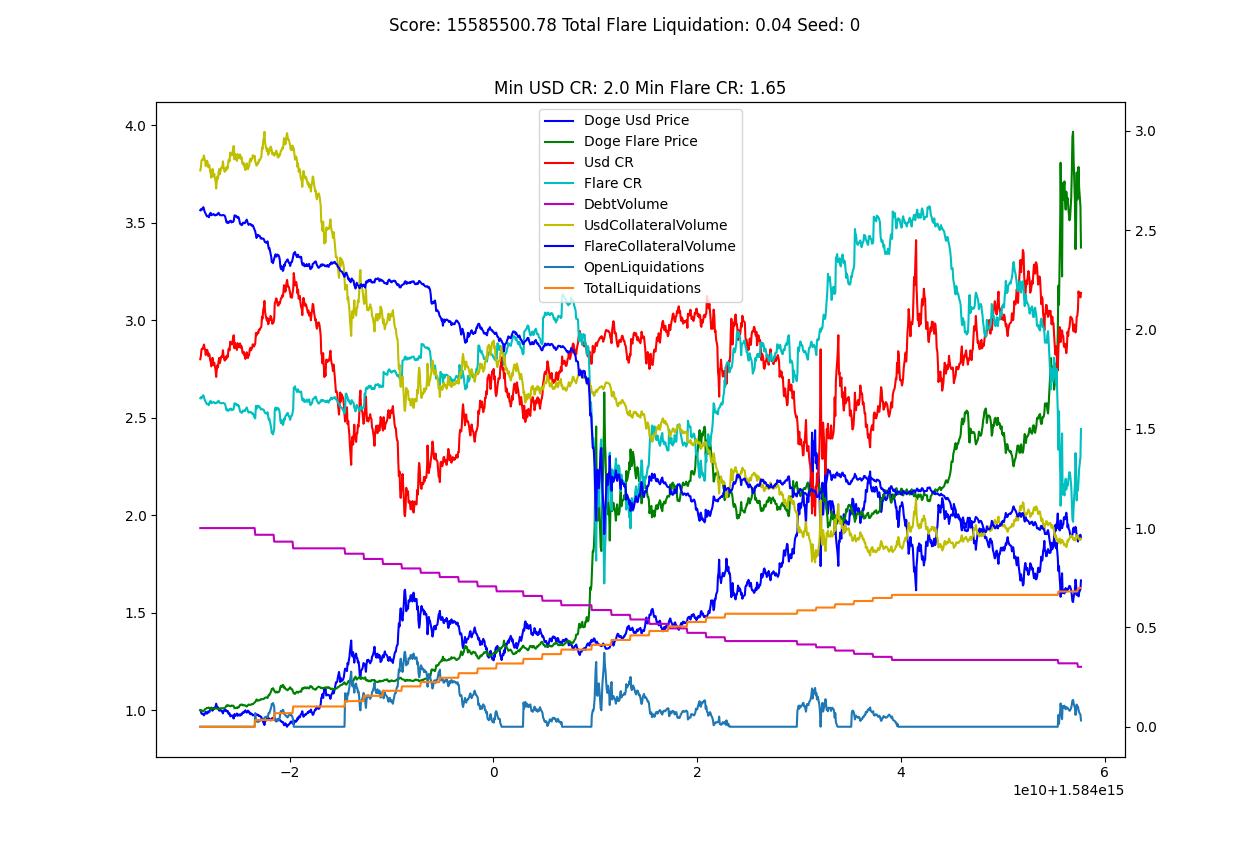 Score: 15585500.78 Total Flare Liquidation: 0.04 Seed: 0
Min USD CR: 2.0 Min Flare CR: 1.65
Doge Usd Price
Doge Flare Price
Usd CR
Flare CR
DebtVolume
UsdCollateralVolume
FlareCollateralVolume
OpenLiquidations
TotalLiquidations
4.0
3.5
3.0
2.5
2.0
1.5
1.0
3.0
2.5
2.0
1.5
1.0
0.5
0.0
−2 0 2 4 6
1e10+1.584e15